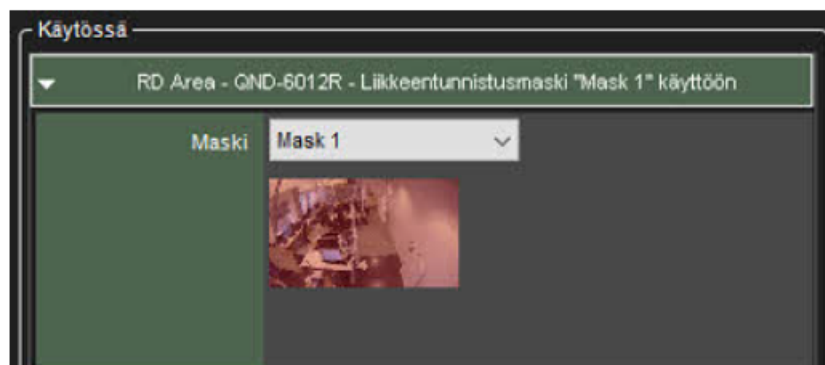 Käytössä
RD Area - QND-6012R - Liikkeentunnistusmaski "Mask 1" käyttöön
Maski
Mask 1